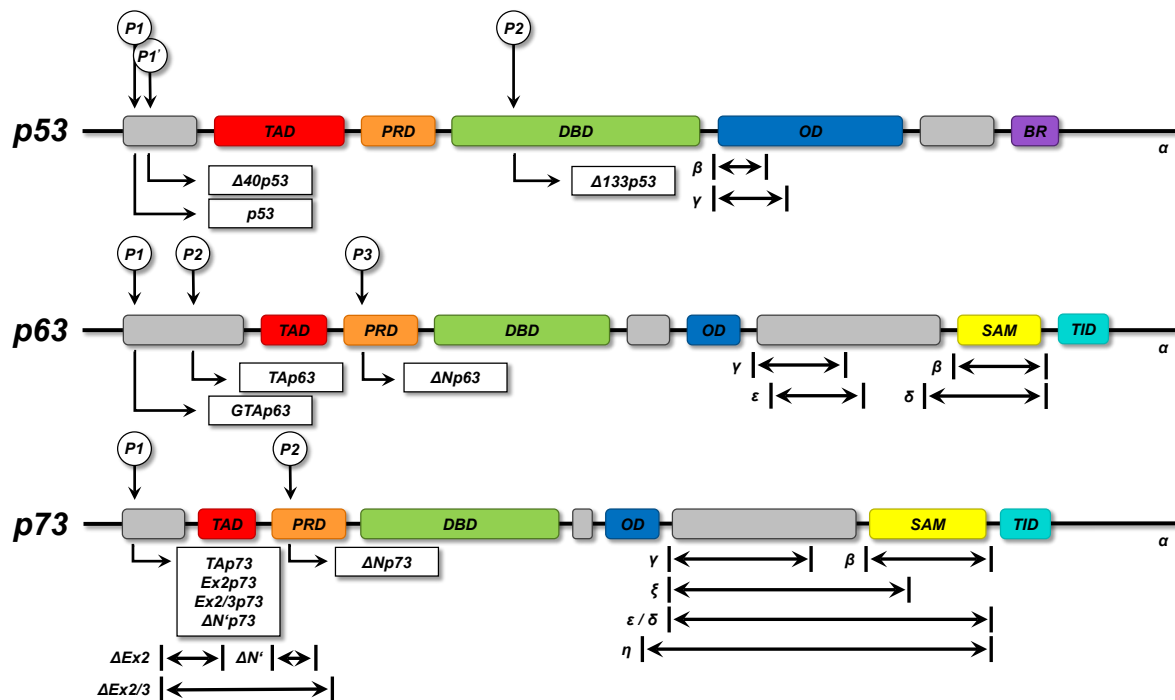 P1
P1'
P2
p53
TAD
PRD
DBD
OD
BR
α
Δ40p53
p53
Δ133p53
β
γ
P1
P2
P3
p63
TAD
PRD
DBD
OD
SAM
TID
α
TAp63
GTAp63
ΔNp63
γ
β
ε
δ
P1
P2
p73
TAD
PRD
DBD
OD
SAM
TID
α
TAp73
Ex2p73
Ex2/3p73
ΔN‘p73
ΔNp73
γ
β
ξ
ε / δ
η
ΔEx2
ΔN‘
ΔEx2/3